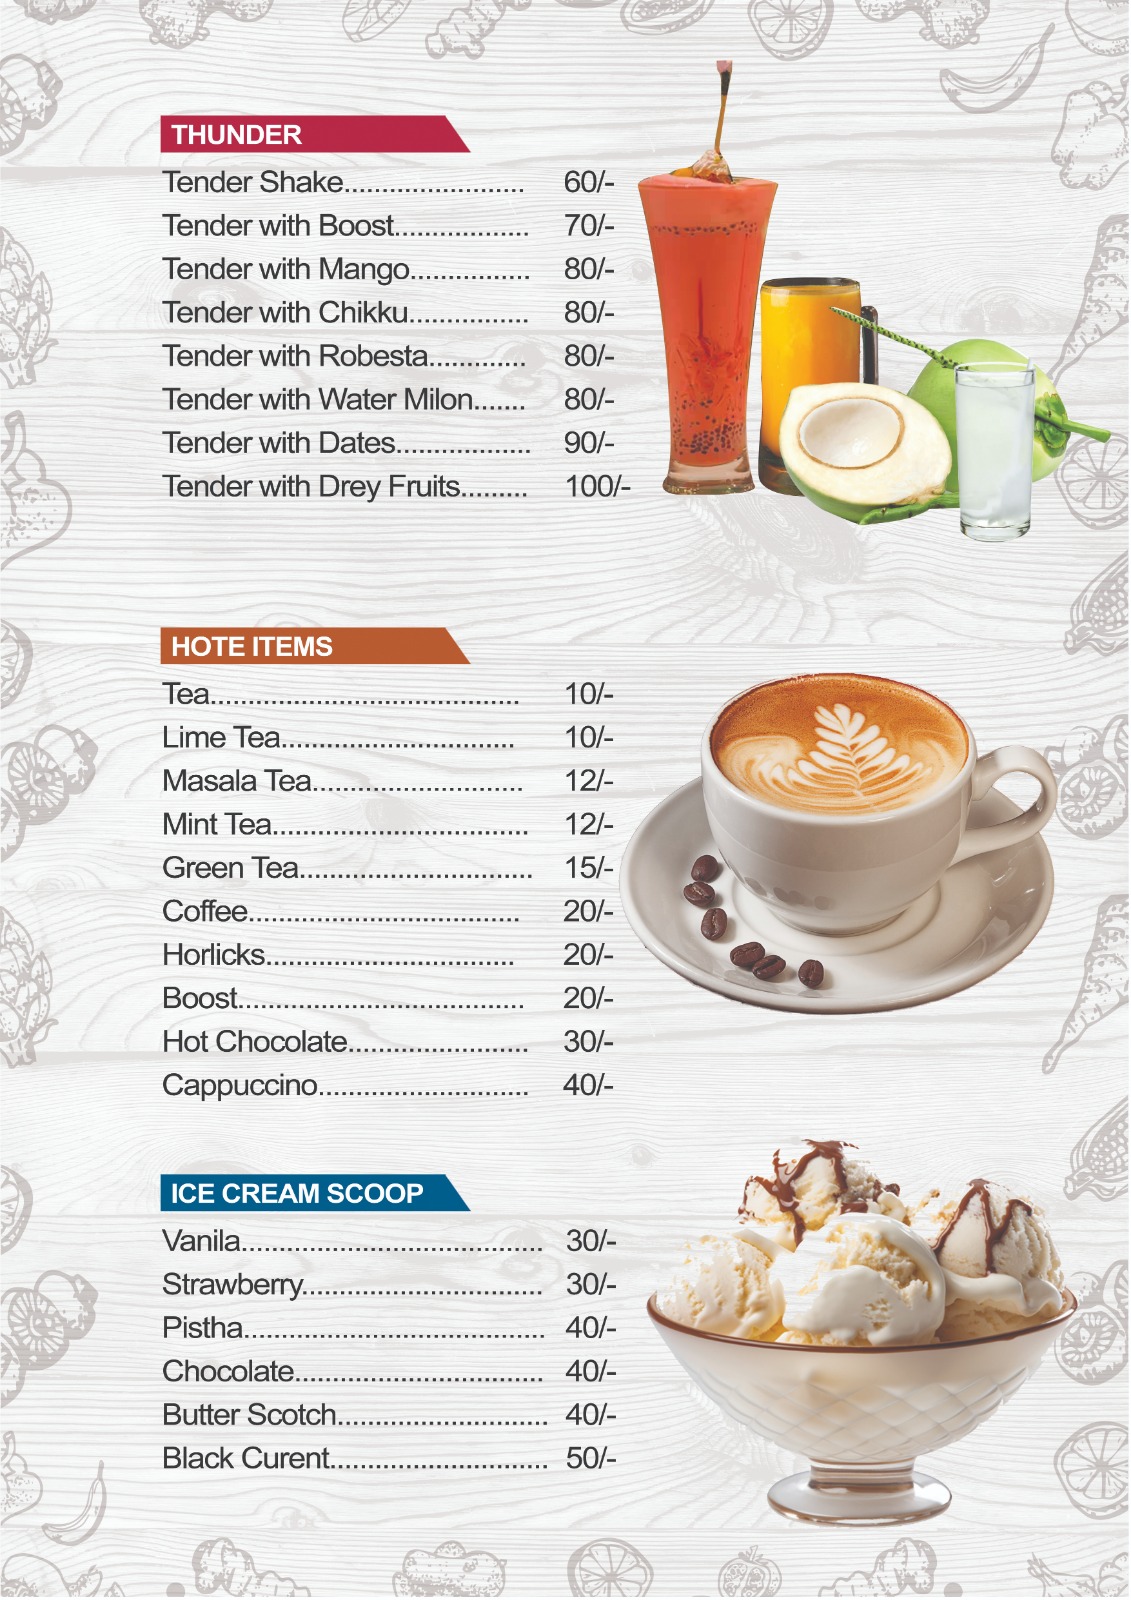 THUNDER
Tender Shake........................ 60/-
Tender with Boost.................. 70/-
Tender with Mango................ 80/-
Tender with Chikku................ 80/-
Tender with Robesta............. 80/-
Tender with Water Milon....... 80/-
Tender with Dates.................. 90/-
Tender with Drey Fruits......... 100/-
HOTE ITEMS
Tea......................................... 10/-
Lime Tea............................... 10/-
Masala Tea............................ 12/-
Mint Tea.................................. 12/-
Green Tea............................... 15/-
Coffee.................................... 20/-
Horlicks................................. 20/-
Boost...................................... 20/-
Hot Chocolate........................ 30/-
Cappuccino............................ 40/-
ICE CREAM SCOOP
Vanila........................................ 30/-
Strawberry................................ 30/-
Pistha........................................ 40/-
Chocolate................................. 40/-
Butter Scotch............................ 40/-
Black Curent............................. 50/-